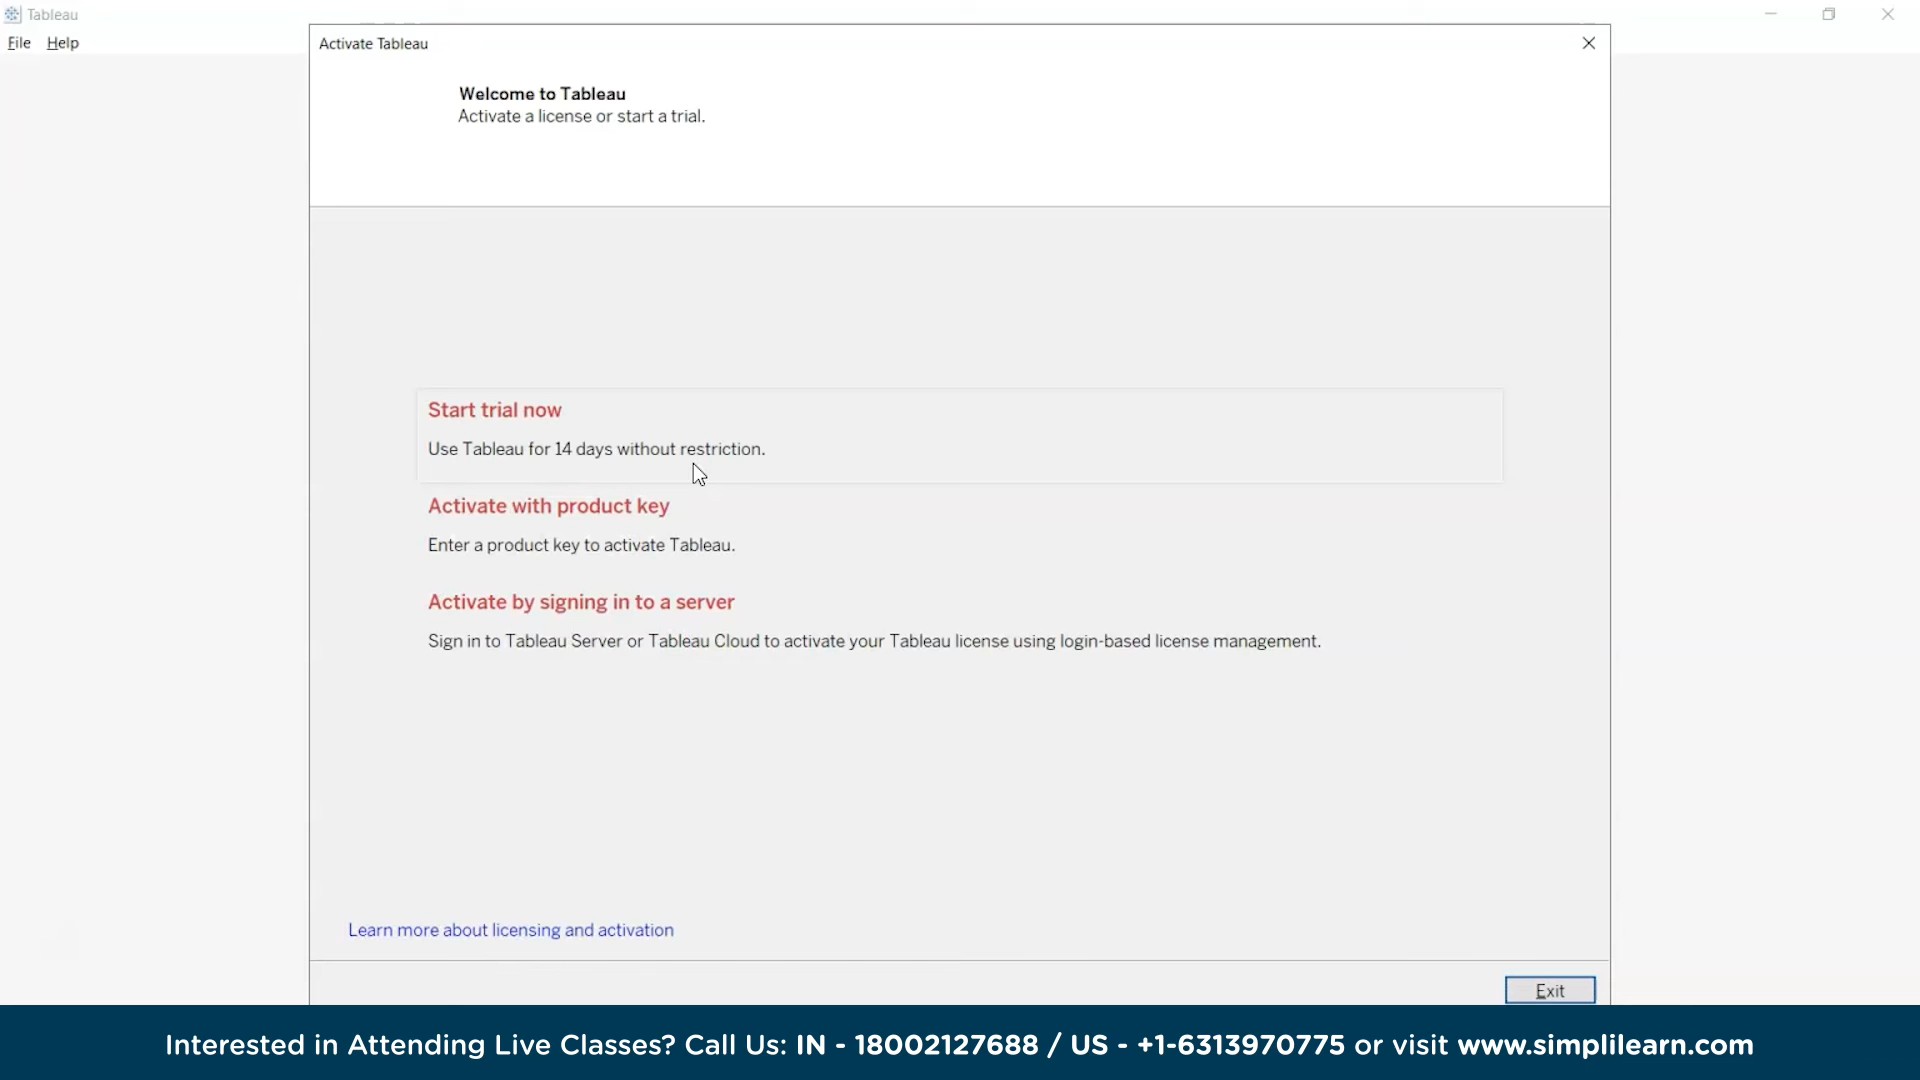 Tableau
File Help
Activate Tableau
Welcome to Tableau
Activate a license or start a trial.
Start trial now
Use Tableau for 14 days without restriction.
Activate with product key
Enter a product key to activate Tableau.
Activate by signing in to a server
Sign in to Tableau Server or Tableau Cloud to activate your Tableau license using login-based license management.
Learn more about licensing and activation
Exit
Interested in Attending Live Classes? Call Us: IN - 18002127688 / US - +1-6313970775 or visit www.simplilearn.com